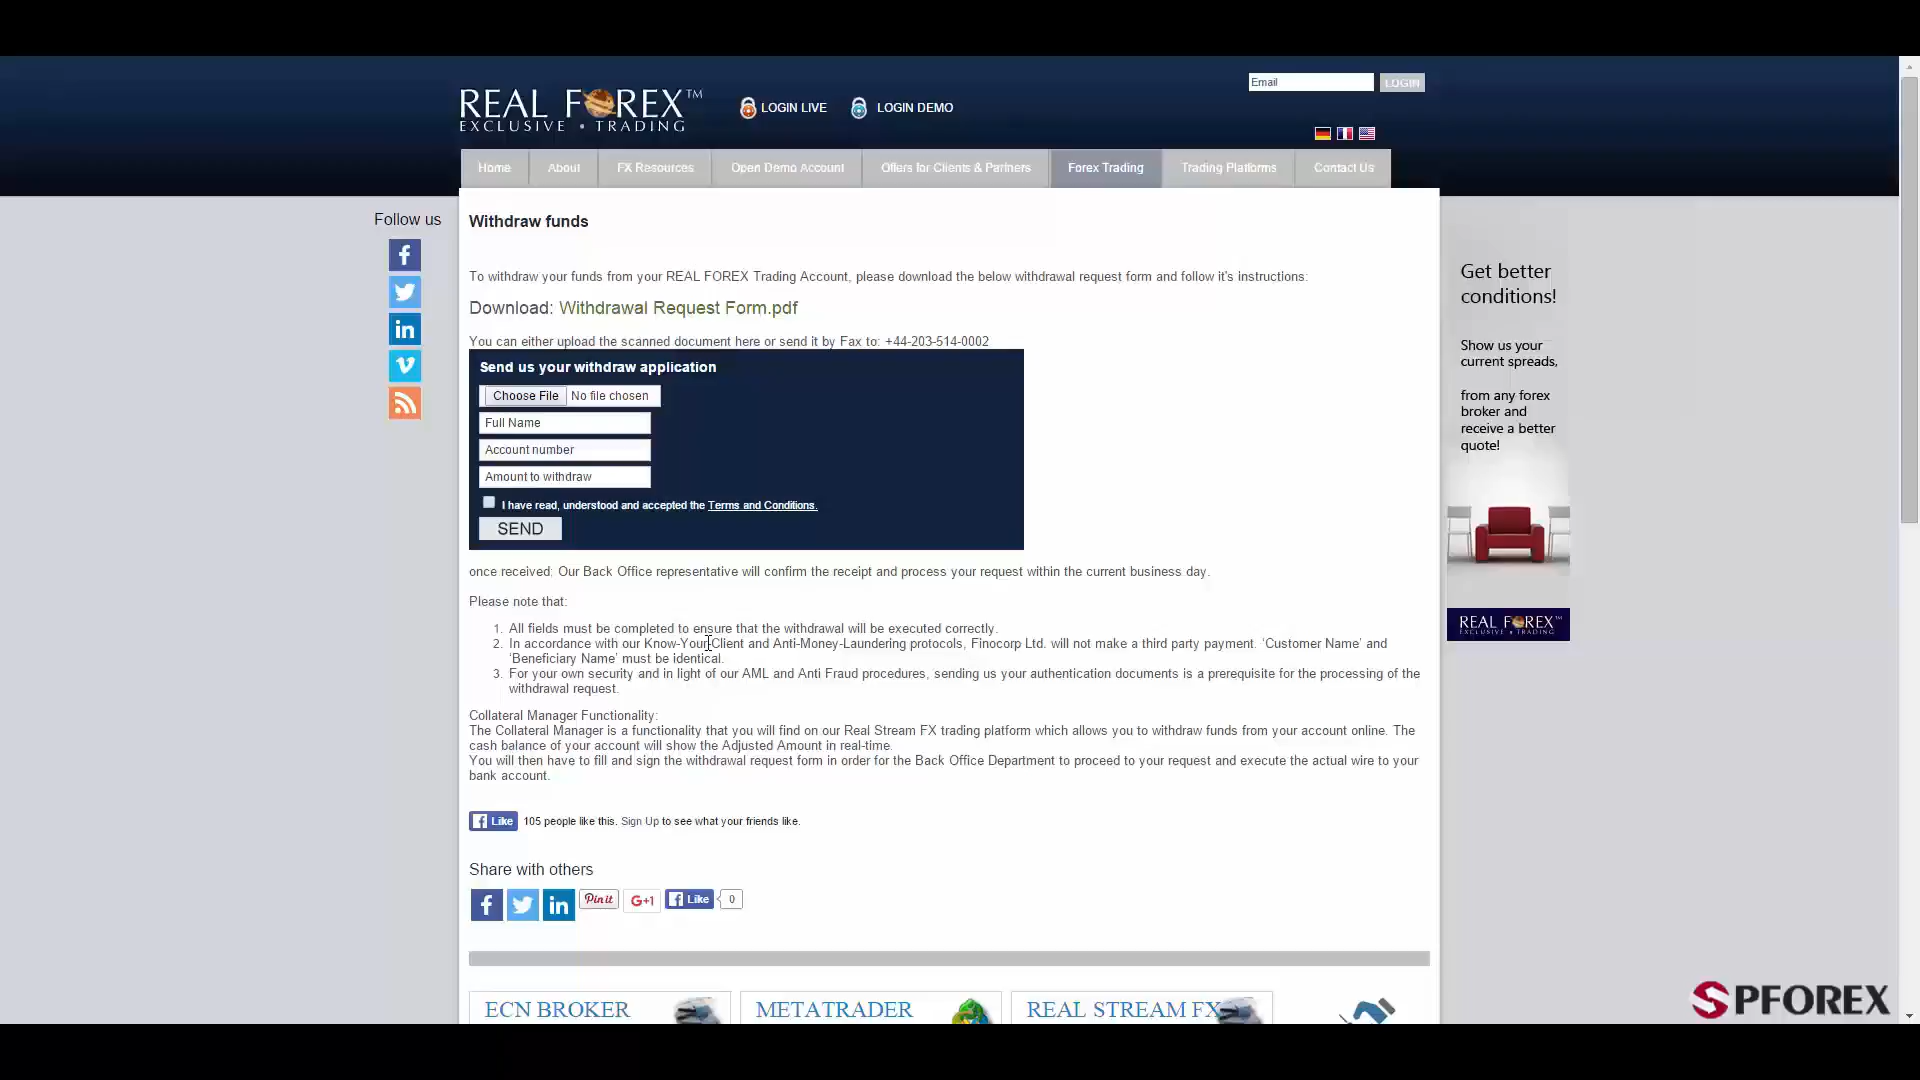 REAL FOREX™
EXCLUSIVE • TRADING
LOGIN LIVE
LOGIN DEMO
Email
LOGIN
Home
About
FX Resources
Open Demo Account
Offers for Clients & Partners
Forex Trading
Trading Platforms
Contact Us
Follow us
Withdraw funds
To withdraw your funds from your REAL FOREX Trading Account, please download the below withdrawal request form and follow it's instructions:
Download: Withdrawal Request Form.pdf
You can either upload the scanned document here or send it by Fax to: +44-203-514-0002
Send us your withdraw application
Choose File No file chosen
Full Name
Account number
Amount to withdraw
I have read, understood and accepted the Terms and Conditions.
SEND
once received: Our Back Office representative will confirm the receipt and process your request within the current business day.
Please note that:
1. All fields must be completed to ensure that the withdrawal will be executed correctly.
2. In accordance with our Know-Your-Client and Anti-Money-Laundering protocols, Finocorp Ltd. will not make a third party payment. ‘Customer Name’ and
‘Beneficiary Name’ must be identical.
3. For your own security and in light of our AML and Anti Fraud procedures, sending us your authentication documents is a prerequisite for the processing of the
withdrawal request.
Collateral Manager Functionality:
The Collateral Manager is a functionality that you will find on our Real Stream FX trading platform which allows you to withdraw funds from your account online. The
cash balance of your account will show the Adjusted Amount in real-time.
You will then have to fill and sign the withdrawal request form in order for the Back Office Department to proceed to your request and execute the actual wire to your
bank account.
Like 105 people like this. Sign Up to see what your friends like.
Share with others
Pin it
G+1
Like 0
ECN BROKER
METATRADER
REAL STREAM FX
Get better
conditions!
Show us your
current spreads,
from any forex
broker and
receive a better
quote!
REAL FOREX
EXCLUSIVE • TRADING
SPFOREX